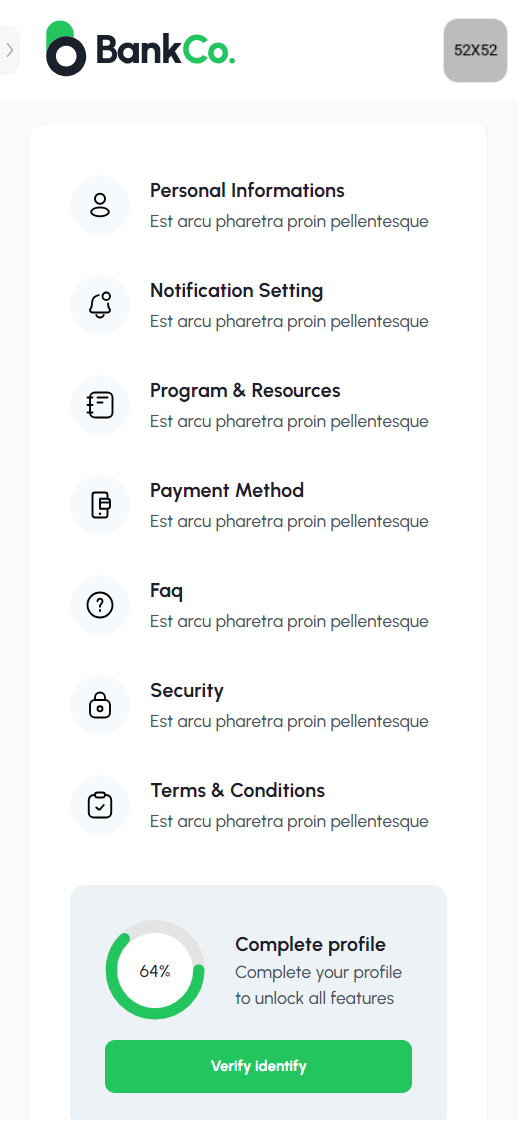 BankCo.
52X52
Personal Informations
Est arcu pharetra proin pellentesque
Notification Setting
Est arcu pharetra proin pellentesque
Program & Resources
Est arcu pharetra proin pellentesque
Payment Method
Est arcu pharetra proin pellentesque
Faq
Est arcu pharetra proin pellentesque
Security
Est arcu pharetra proin pellentesque
Terms & Conditions
Est arcu pharetra proin pellentesque
64%
Complete profile
Complete your profile
to unlock all features
Verify identify